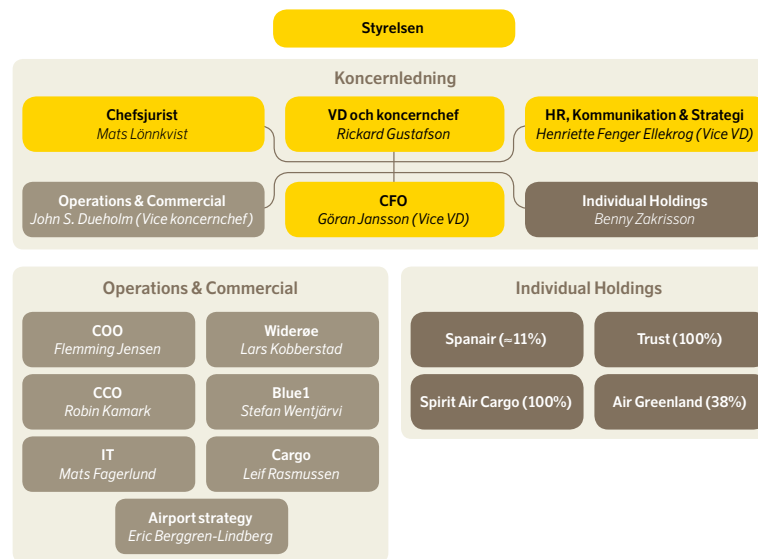 Styrelsen
Koncernledning
Chefsjurist
Mats Lönnkvist
VD och koncernchef
Rickard Gustafson
HR, Kommunikation & Strategi
Henriette Fenger Ellekrog (Vice VD)
Operations & Commercial
John S. Dueholm (Vice koncernchef)
CFO
Göran Jansson (Vice VD)
Individual Holdings
Benny Zakrisson
Operations & Commercial
COO
Flemming Jensen
Widerøe
Lars Kobberstad
CCO
Robin Kamark
Blue1
Stefan Wentjärvi
IT
Mats Fagerlund
Cargo
Leif Rasmussen
Airport strategy
Eric Berggren-Lindberg
Individual Holdings
Spanair (≈11%)
Trust (100%)
Spirit Air Cargo (100%)
Air Greenland (38%)